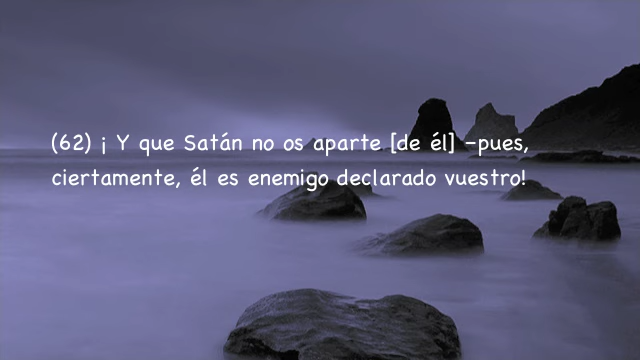 (62) ¡ Y que Satán no os aparte [de él] –pues,
ciertamente, él es enemigo declarado vuestro!